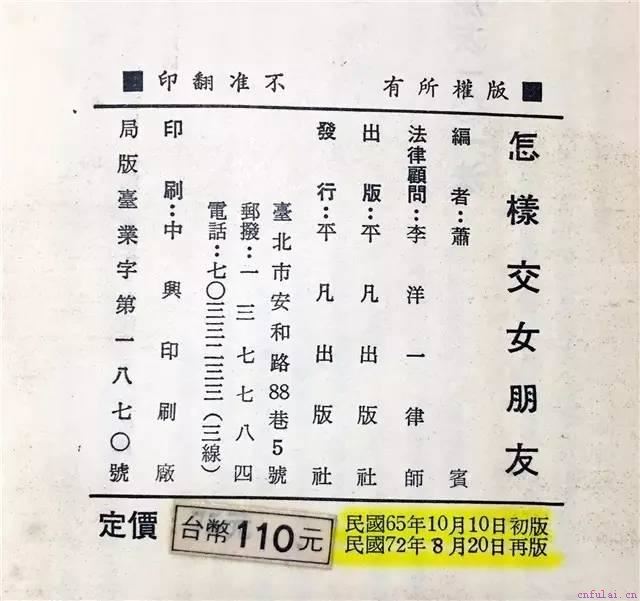 ■版權所有　不准翻印■
怎樣交女朋友
編者：蕭賓
法律顧問：李洋一律師
出版：平凡出版社
發行：平凡出版社
臺北市安和路88巷5號
郵撥：一三七七八四
電話：七〇三三二三三（三線）
印刷：中興印刷廠
局版臺業字第一八七〇號
定價　台幣110元
民國65年10月10日初版
民國72年8月20日再版
cnfulai.cn